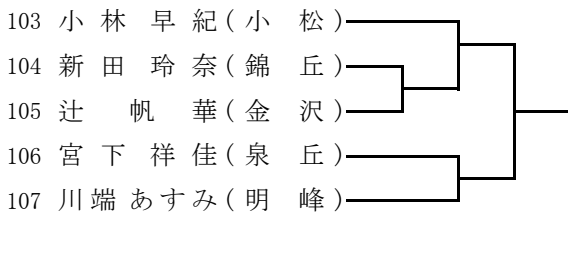 103 小林 早紀(小 松)
104 新田 玲奈(錦 丘)
105 辻 帆華(金 沢)
106 宮下 祥佳(泉 丘)
107 川端 あすみ(明 峰)